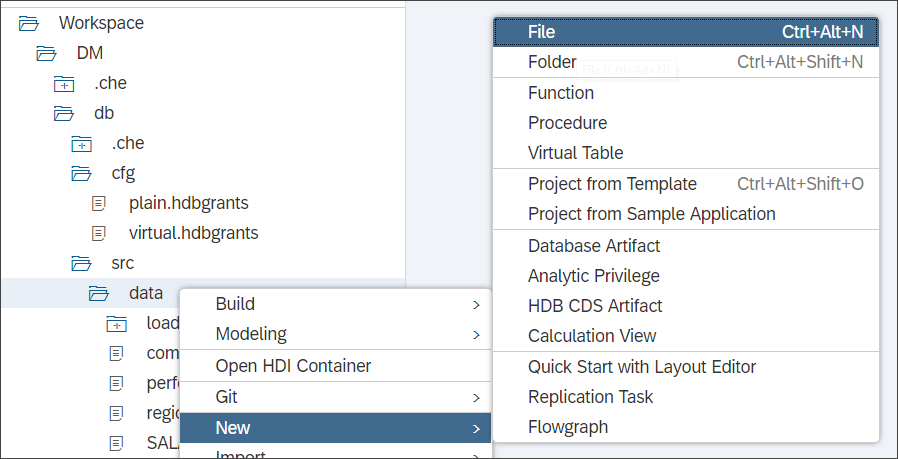 Workspace
DM
.che
db
.che
cfg
plain.hdbgrants
virtual.hdbgrants
src
data
load
com
perfo
regio
SAL
Build
Modeling
Open HDI Container
Git
New
Import
File Ctrl+Alt+N
Folder Ctrl+Alt+Shift+N
File (Ctrl+Alt+N)
Function
Procedure
Virtual Table
Project from Template Ctrl+Alt+Shift+O
Project from Sample Application
Database Artifact
Analytic Privilege
HDB CDS Artifact
Calculation View
Quick Start with Layout Editor
Replication Task
Flowgraph